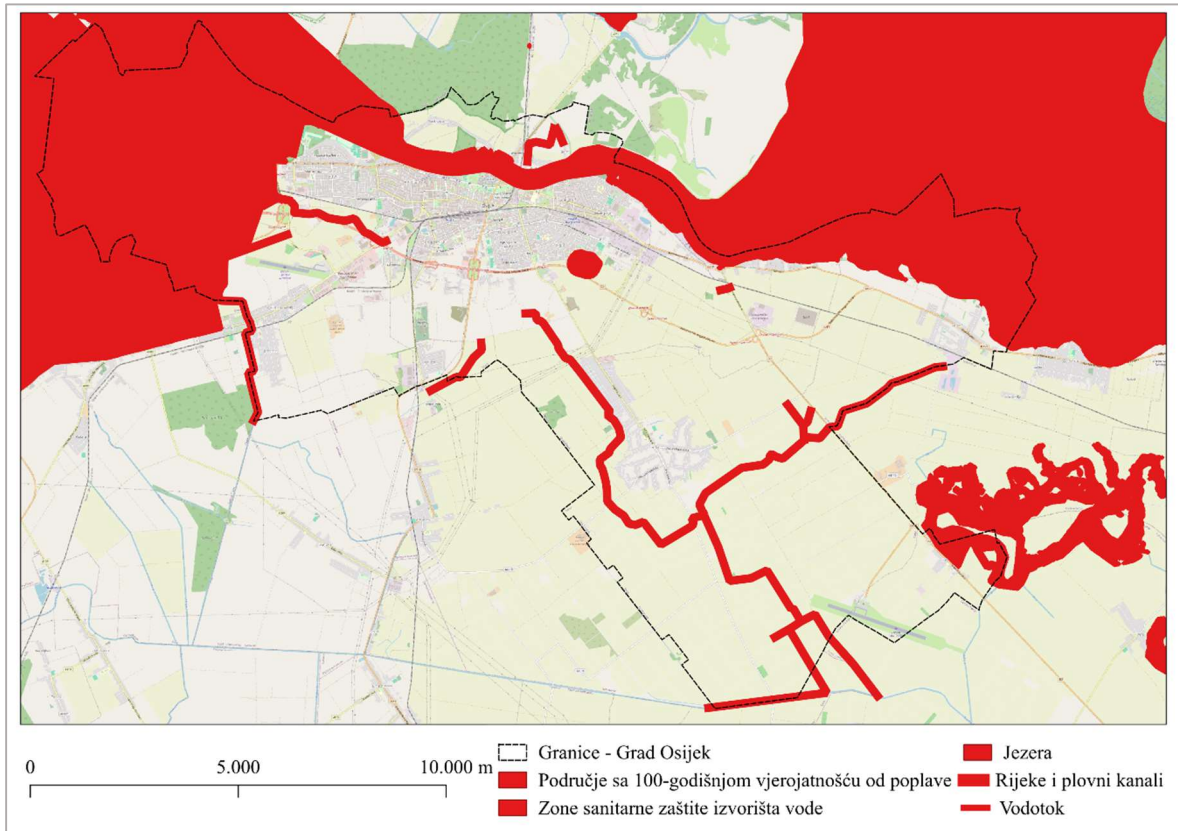 0 5.000 10.000 m
Granice - Grad Osijek
Područje sa 100-godišnjom vjerojatnošću od poplave
Zone sanitarne zaštite izvorišta vode
Jezera
Rijeke i plovni kanali
Vodotok